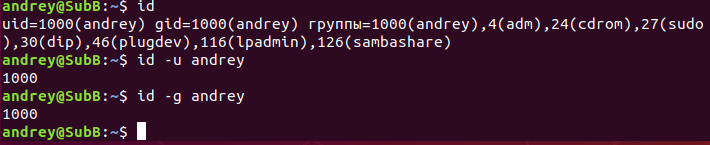 andrey@SubB:~$ id
uid=1000(andrey) gid=1000(andrey) группы=1000(andrey),4(adm),24(cdrom),27(sudo
),30(dip),46(plugdev),116(lpadmin),126(sambashare)
andrey@SubB:~$ id -u andrey
1000
andrey@SubB:~$ id -g andrey
1000
andrey@SubB:~$